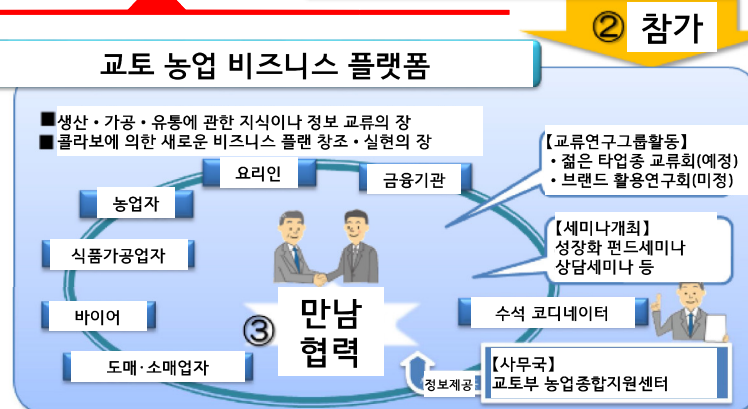 ② 참가
교토 농업 비즈니스 플랫폼
■생산・가공・유통에 관한 지식이나 정보 교류의 장
■콜라보에 의한 새로운 비즈니스 플랜 창조・실현의 장
【교류연구그룹활동】
・젊은 타업종 교류회(예정)
・브랜드 활용연구회(미정)
요리인
금융기관
농업자
식품가공업자
【세미나개최】
성장화 펀드세미나
상담세미나 등
바이어
③ 만남
협력
수석 코디네이터
도매·소매업자
정보제공
【사무국】
교토부 농업종합지원센터